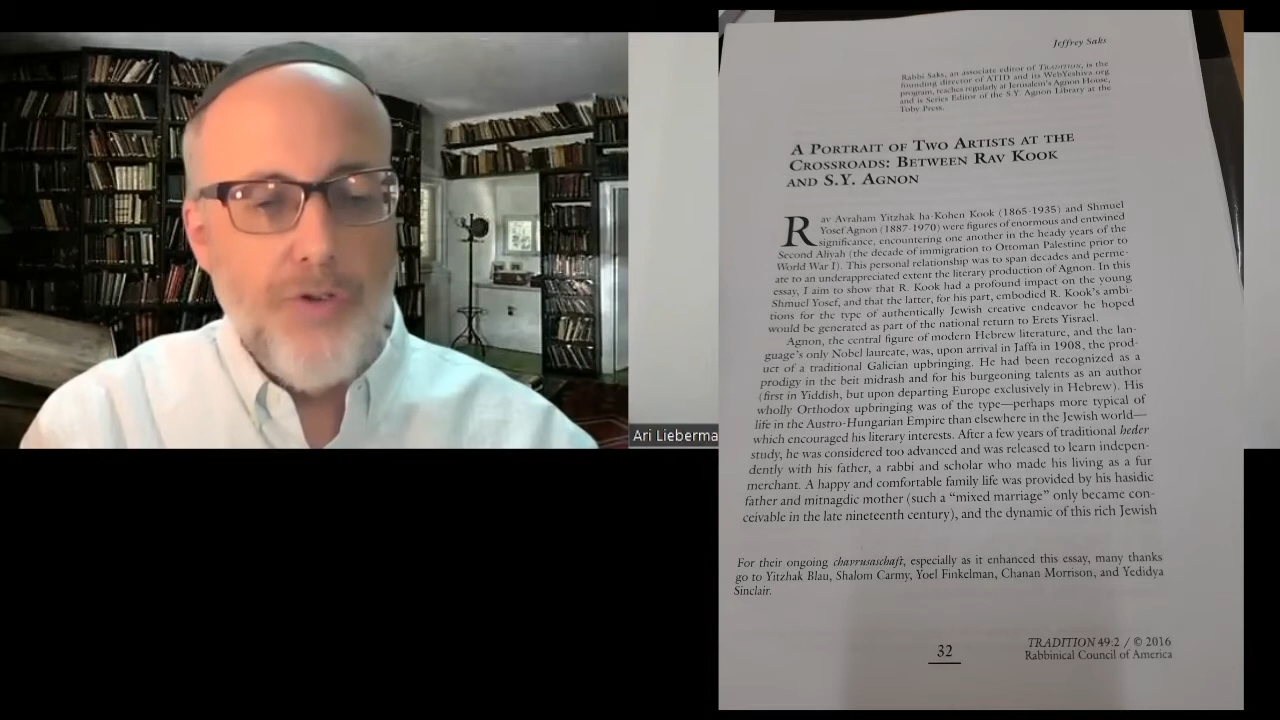 Ari Lieberma
Jeffrey Saks
Rabbi Saks, an associate editor of TRADITION, is the
founding director of ATID and its WebYeshiva.org
program, teaches regularly at Jerusalem's Agnon House,
and is Series Editor of the S.Y. Agnon Library at the
Toby Press.
A PORTRAIT OF TWO ARTISTS AT THE
CROSSROADS: BETWEEN RAV KOOK
AND S.Y. AGNON
Rav Avraham Yitzhak ha-Kohen Kook (1865-1935) and Shmuel
Yosef Agnon (1887-1970) were figures of enormous and entwined
significance, encountering one another in the heady years of the
Second Aliyah (the decade of immigration to Ottoman Palestine prior to
World War I). This personal relationship was to span decades and perme-
ate to an underappreciated extent the literary production of Agnon. In this
essay, I aim to show that R. Kook had a profound impact on the young
Shmuel Yosef, and that the latter, for his part, embodied R. Kook's ambi-
tions for the type of authentically Jewish creative endeavor he hoped
would be generated as part of the national return to Erets Yisrael.
Agnon, the central figure of modern Hebrew literature, and the lan-
guage's only Nobel laureate, was, upon arrival in Jaffa in 1908, the prod-
uct of a traditional Galician upbringing. He had been recognized as a
prodigy in the beit midrash and for his burgeoning talents as an author
(first in Yiddish, but upon departing Europe exclusively in Hebrew). His
wholly Orthodox upbringing was of the type—perhaps more typical of
life in the Austro-Hungarian Empire than elsewhere in the Jewish world—
which encouraged his literary interests. After a few years of traditional heder
study, he was considered too advanced and was released to learn indepen-
dently with his father, a rabbi and scholar who made his living as a fur
merchant. A happy and comfortable family life was provided by his hasidic
father and mitnagdic mother (such a "mixed marriage" only became con-
ceivable in the late nineteenth century), and the dynamic of this rich Jewish
For their ongoing charrusaschaft, especially as it enhanced this essay, many thanks
go to Yitzhak Blau, Shalom Carmy, Yoel Finkelman, Chanan Morrison, and Yedidya
Sinclair.
32
TRADITION 49:2 / © 2016
Rabbinical Council of America